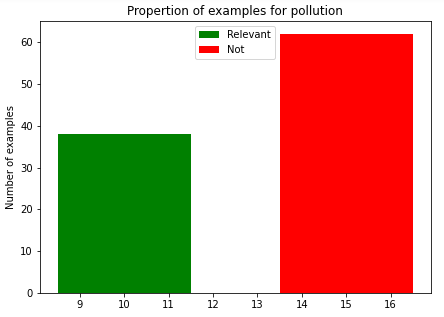 Propertion of examples for pollution
Relevant
Not
Number of examples
60
50
40
30
20
10
0
9 10 11 12 13 14 15 16